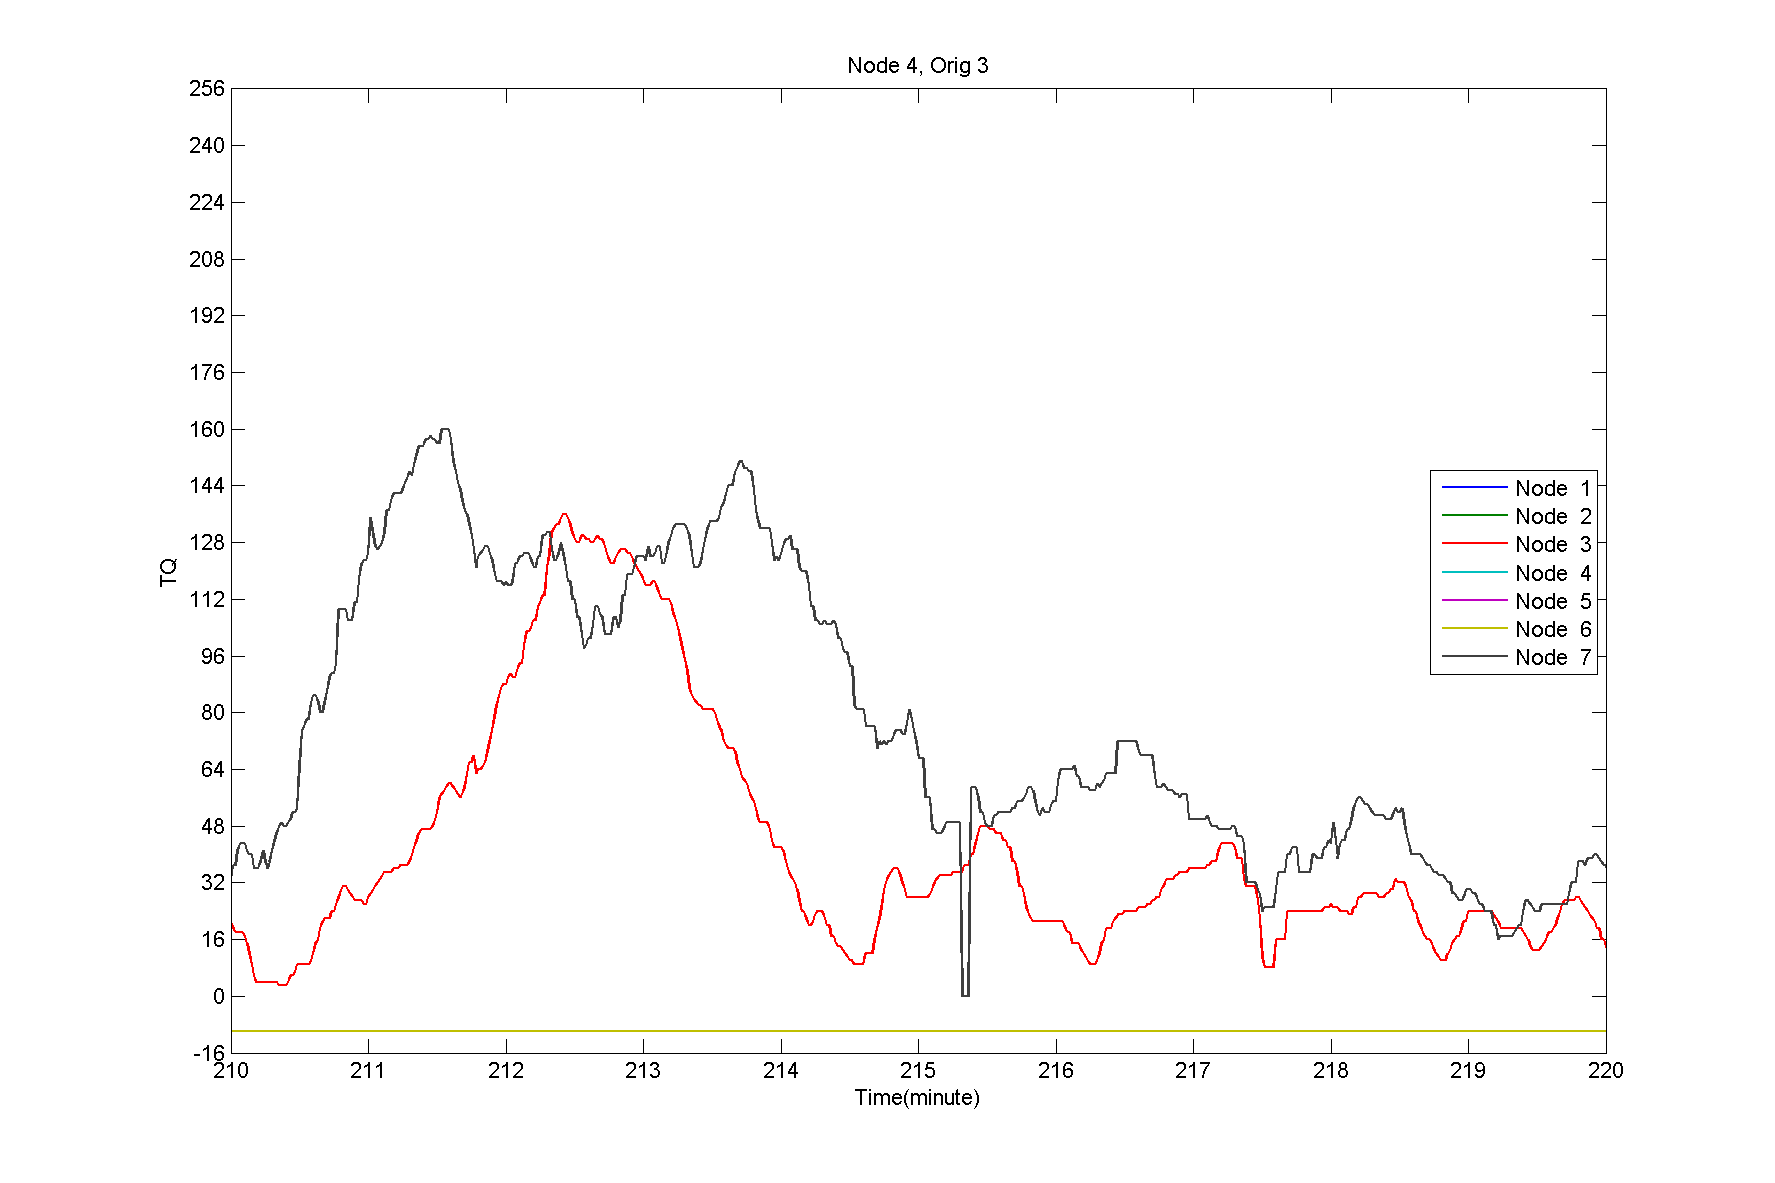 Node 4, Orig 3
256
240
224
208
192
176
160
144
128
112
96
80
64
48
32
16
0
-16
TQ
Node 1
Node 2
Node 3
Node 4
Node 5
Node 6
Node 7
210 211 212 213 214 215 216 217 218 219 220
Time(minute)